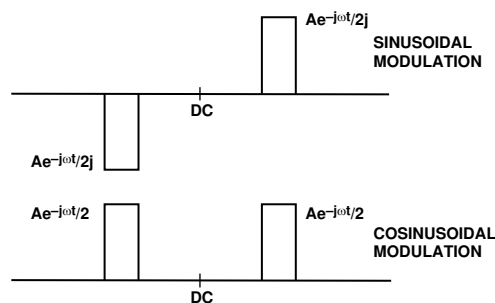 Ae–jωt/2j
SINUSOIDAL
MODULATION
DC
Ae–jωt/2j
Ae–jωt/2
Ae–jωt/2
COSINUSOIDAL
MODULATION
DC